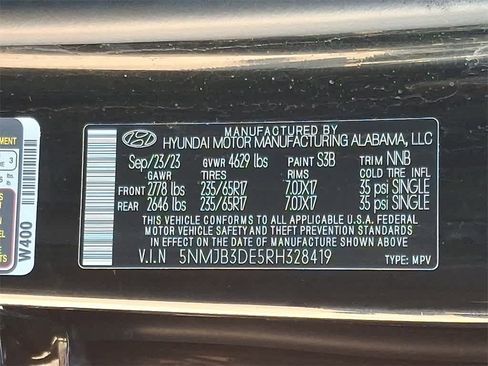 MANUFACTURED BY
HYUNDAI MOTOR MANUFACTURING ALABAMA, LLC
Sep/23/23 GVWR 4629 lbs PAINT S3B TRIM NNB
GAWR TIRES RIMS COLD TIRE INFL
FRONT 2778 lbs 235/65R17 7.0JX17 35 psi SINGLE
REAR 2646 lbs 235/65R17 7.0JX17 35 psi SINGLE
THIS VEHICLE CONFORMS TO ALL APPLICABLE U.S.A. FEDERAL
MOTOR VEHICLE SAFETY AND THEFT PREVENTION STANDARDS
IN EFFECT ON THE DATE OF MANUFACTURE SHOWN ABOVE.
V.I.N 5NMJB3DE5RH328419 TYPE: MPV
W400
3